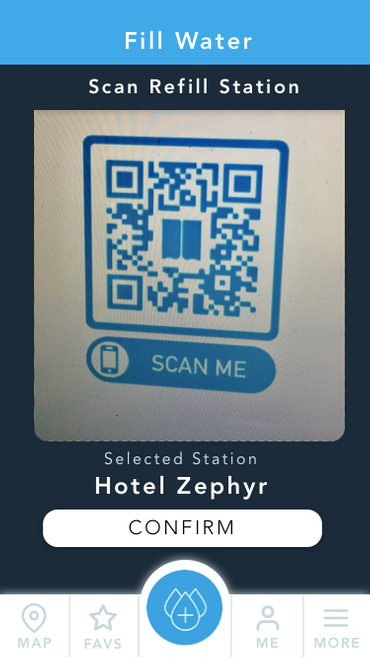 Fill Water
Scan Refill Station
SCAN ME
Selected Station
Hotel Zephyr
CONFIRM
MAP
FAVS
ME
MORE